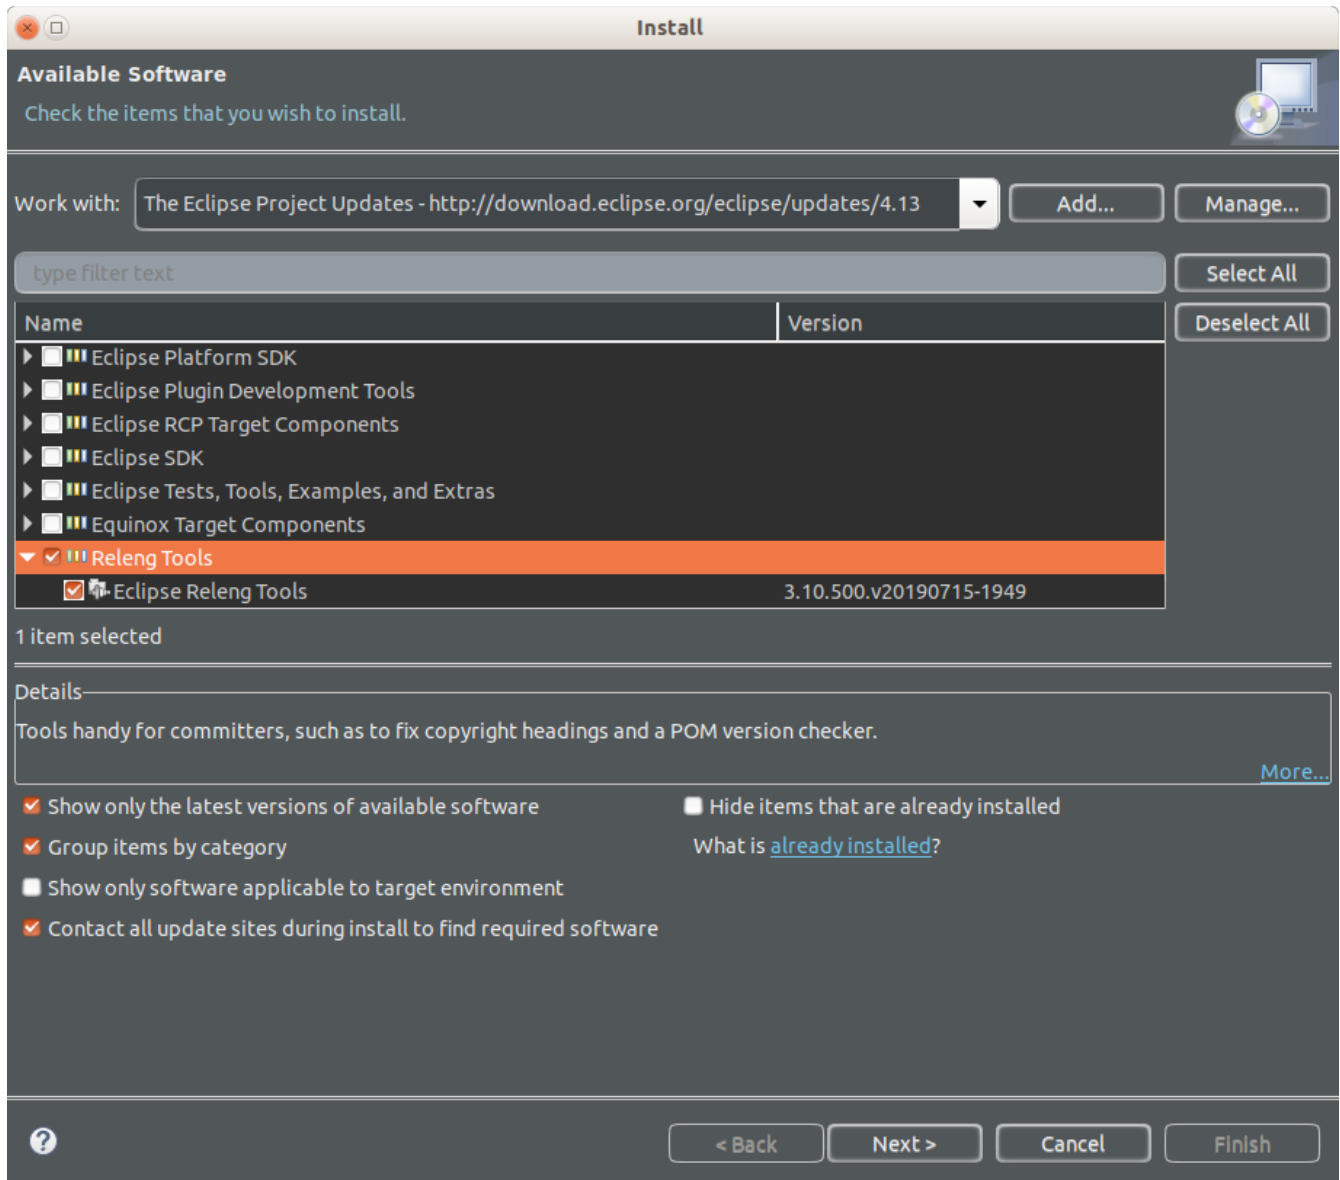 Install
Available Software
Check the items that you wish to install.
Work with: The Eclipse Project Updates - http://download.eclipse.org/eclipse/updates/4.13 Add... Manage...
type filter text Select All
Name Version Deselect All
Eclipse Platform SDK
Eclipse Plugin Development Tools
Eclipse RCP Target Components
Eclipse SDK
Eclipse Tests, Tools, Examples, and Extras
Equinox Target Components
Releng Tools
Eclipse Releng Tools 3.10.500.v20190715-1949
1 item selected
Details
Tools handy for committers, such as to fix copyright headings and a POM version checker.
More...
Show only the latest versions of available software Hide items that are already installed
Group items by category What is already installed?
Show only software applicable to target environment
Contact all update sites during install to find required software
? < Back Next > Cancel Finish